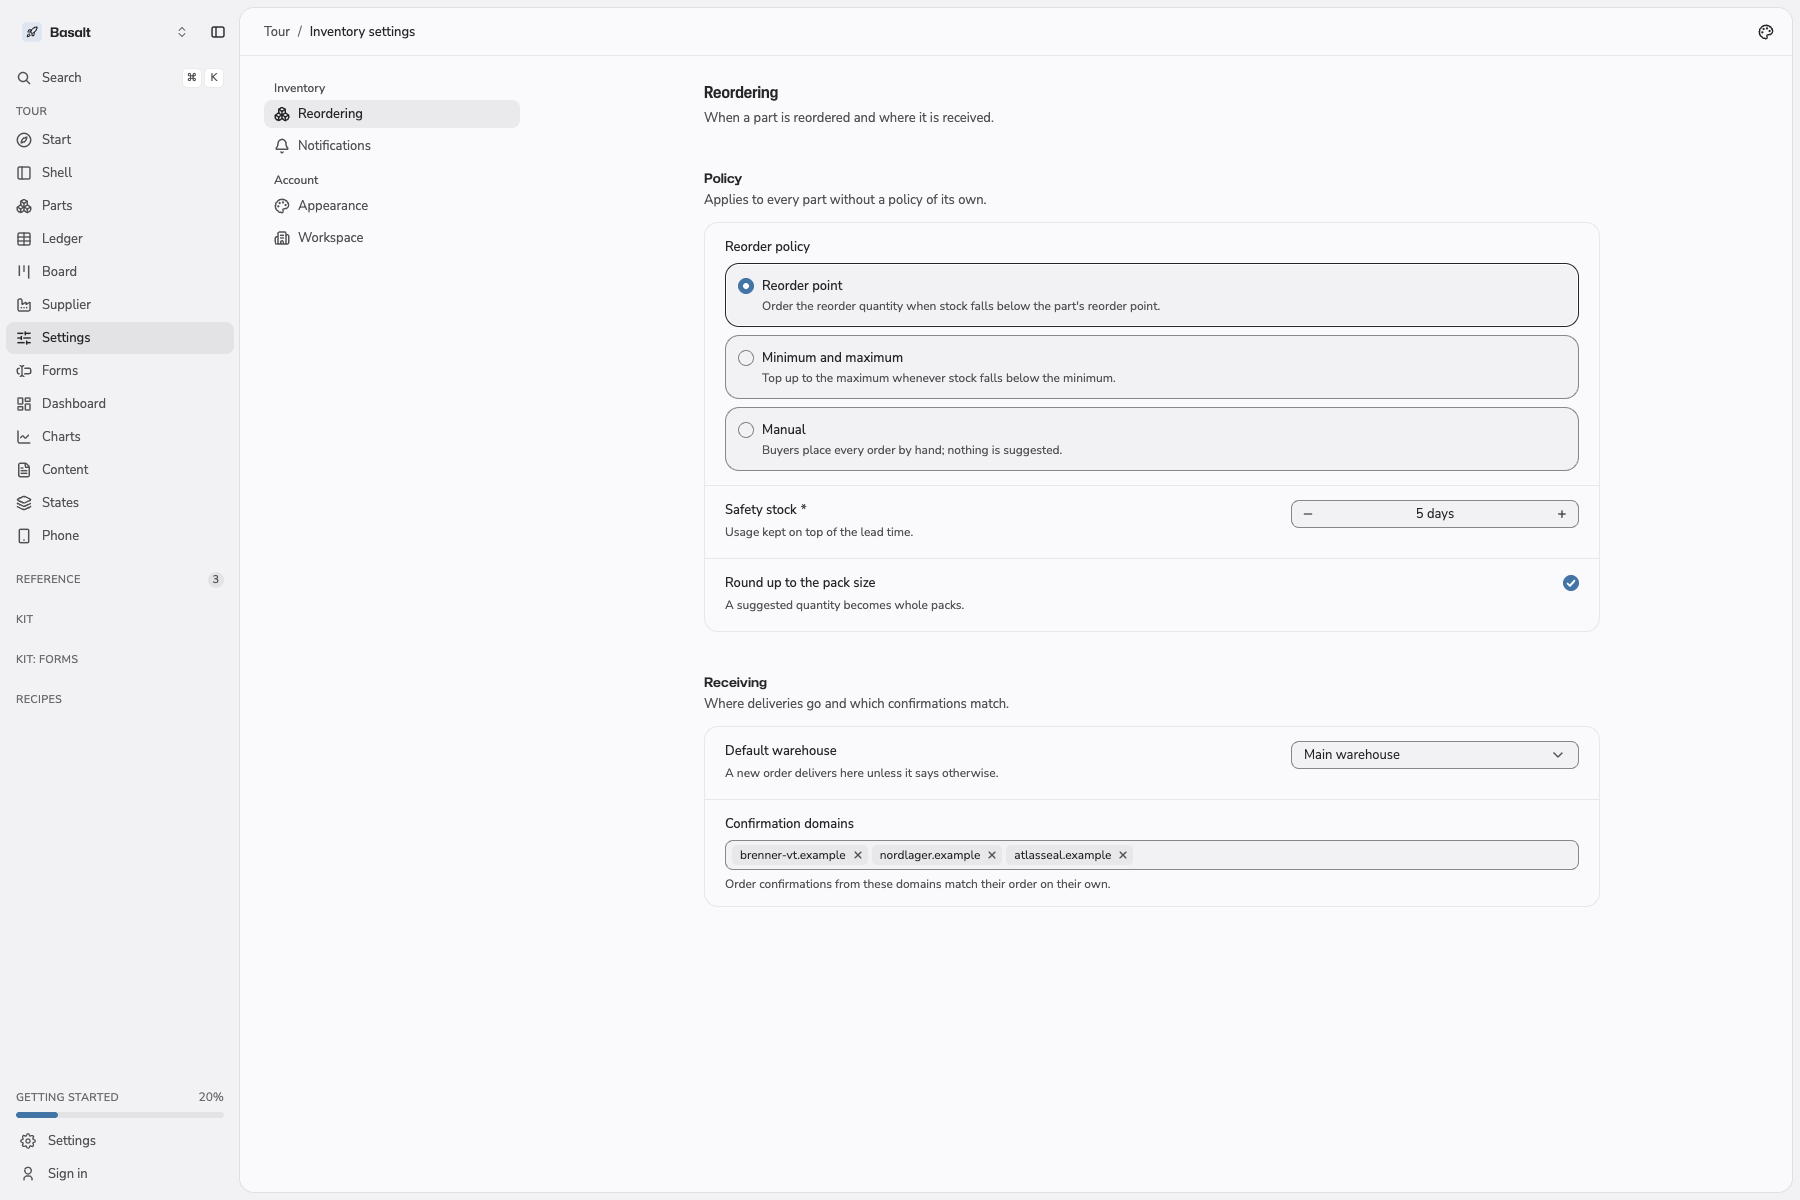 Basalt
Search ⌘ K
TOUR
Start
Shell
Parts
Ledger
Board
Supplier
Settings
Forms
Dashboard
Charts
Content
States
Phone
REFERENCE 3
KIT
KIT: FORMS
RECIPES
GETTING STARTED 20%
Settings
Sign in
Tour / Inventory settings
Inventory
Reordering
Notifications
Account
Appearance
Workspace
Reordering
When a part is reordered and where it is received.
Policy
Applies to every part without a policy of its own.
Reorder policy
Reorder point
Order the reorder quantity when stock falls below the part's reorder point.
Minimum and maximum
Top up to the maximum whenever stock falls below the minimum.
Manual
Buyers place every order by hand; nothing is suggested.
Safety stock *
Usage kept on top of the lead time.
− 5 days +
Round up to the pack size
A suggested quantity becomes whole packs.
Receiving
Where deliveries go and which confirmations match.
Default warehouse
A new order delivers here unless it says otherwise.
Main warehouse
Confirmation domains
brenner-vt.example nordlager.example atlasseal.example
Order confirmations from these domains match their order on their own.